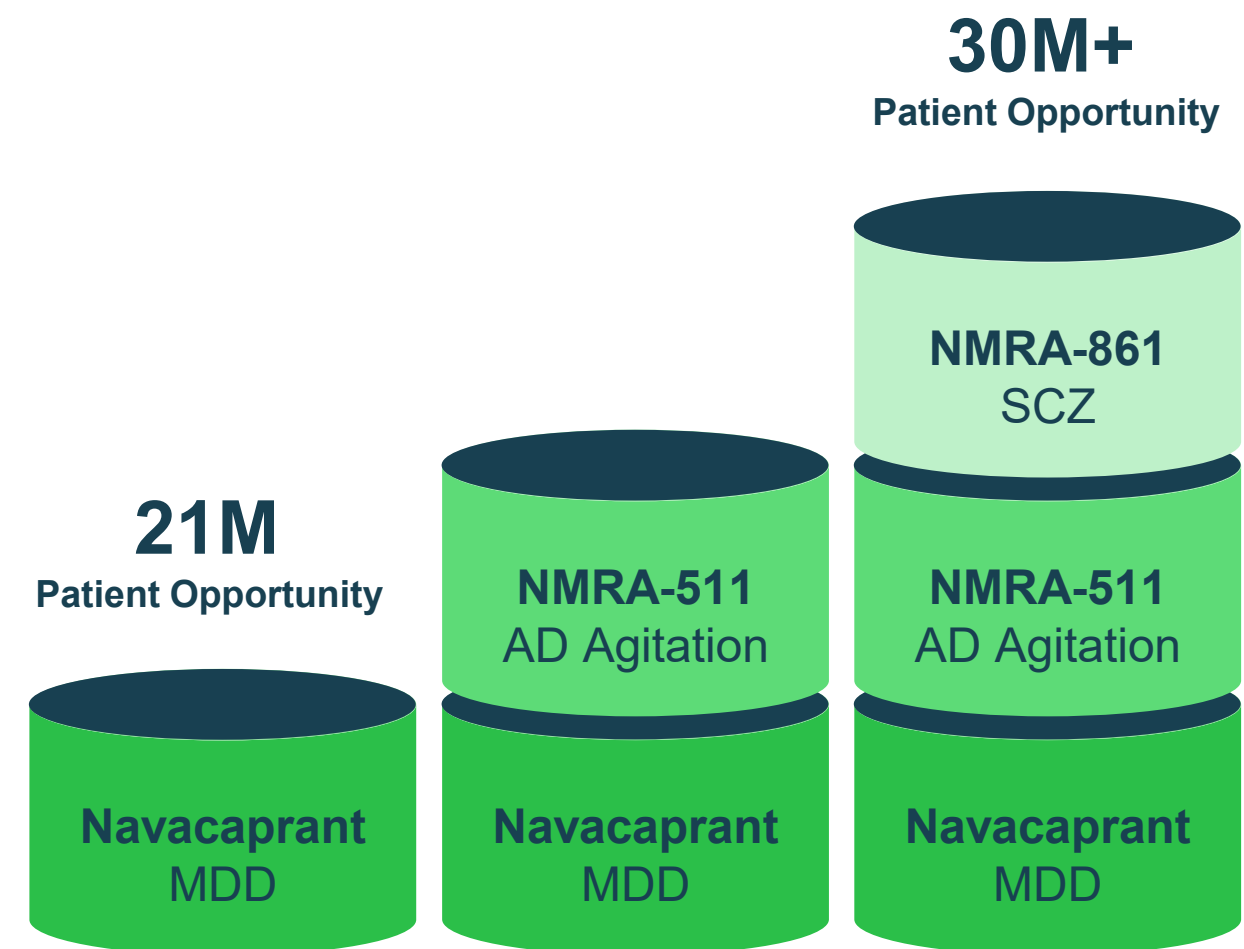 30M+
Patient Opportunity
NMRA-861
SCZ
21M
Patient Opportunity
NMRA-511
AD Agitation
NMRA-511
AD Agitation
Navacaprant
MDD
Navacaprant
MDD
Navacaprant
MDD